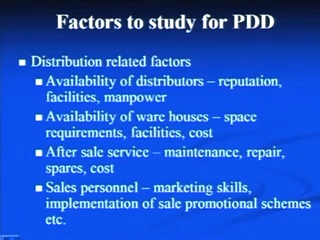 Factors to study for PDD
Distribution related factors
Availability of distributors – reputation,
facilities, manpower
Availability of ware houses – space
requirements, facilities, cost
After sale service – maintenance, repair,
spares, cost
Sales personnel – marketing skills,
implementation of sale promotional schemes
etc.